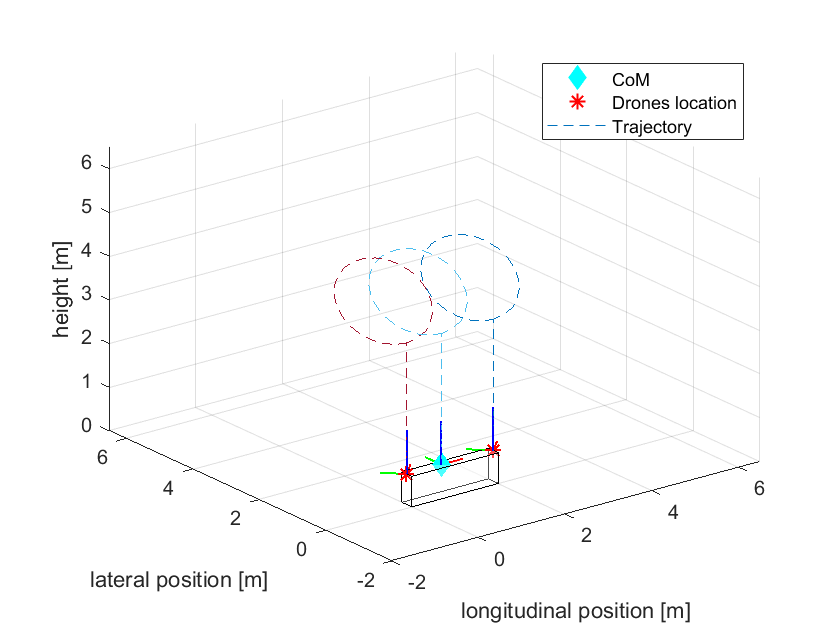 CoM
Drones location
Trajectory
height [m]
6
5
4
3
2
1
0
6
4
2
0
-2
lateral position [m]
-2
0
2
4
6
longitudinal position [m]